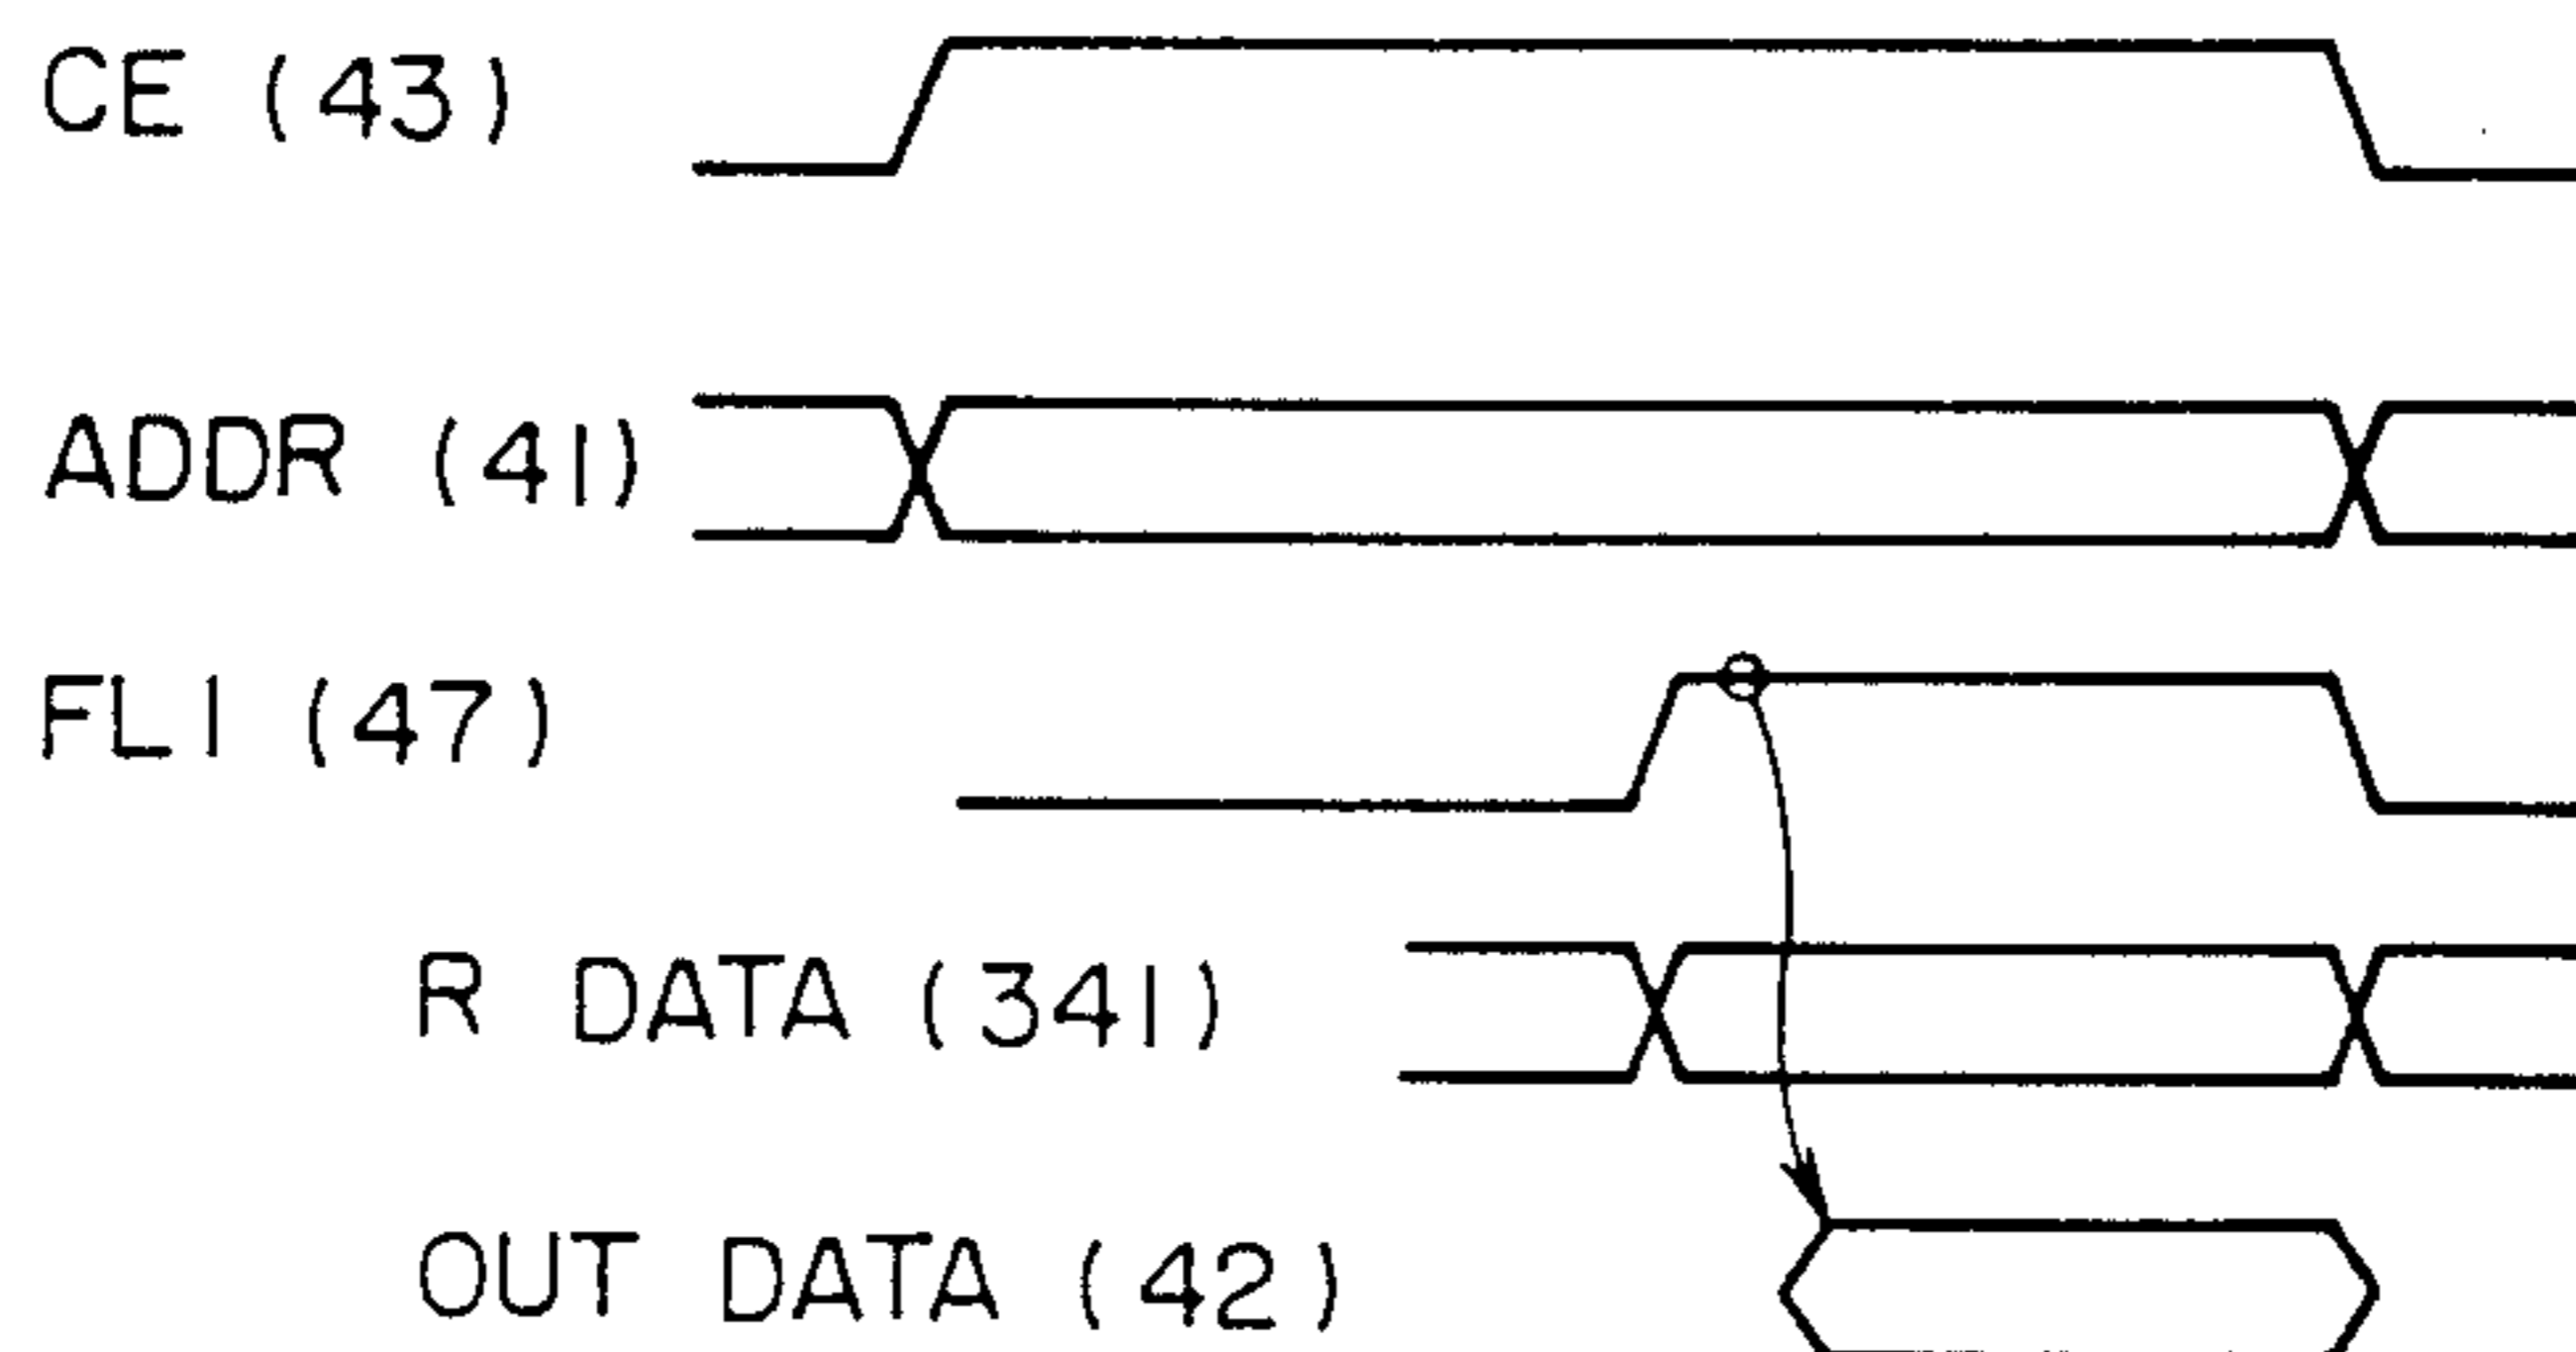 CE (43)
ADDR (41)
FL1 (47)
R DATA (341)
OUT DATA (42)